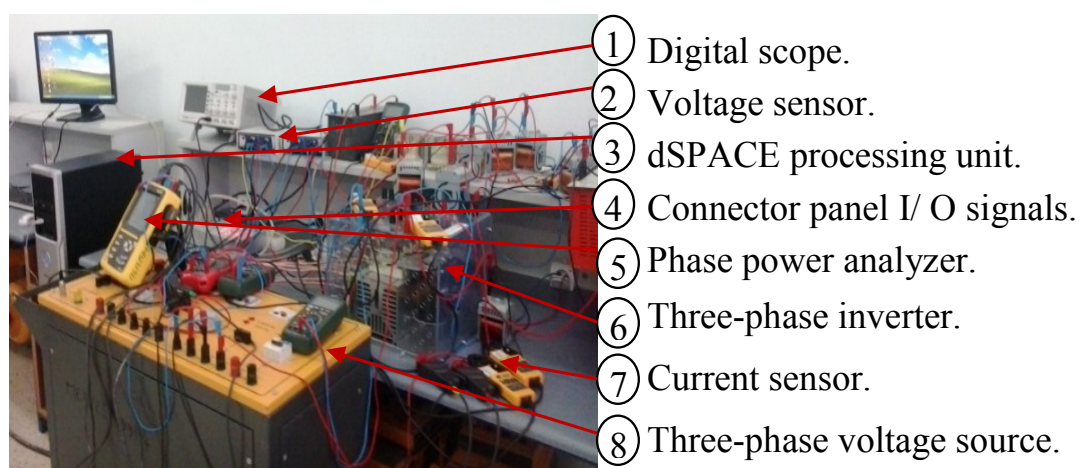 1 Digital scope.
2 Voltage sensor.
3 dSPACE processing unit.
4 Connector panel I/ O signals.
5 Phase power analyzer.
6 Three-phase inverter.
7 Current sensor.
8 Three-phase voltage source.